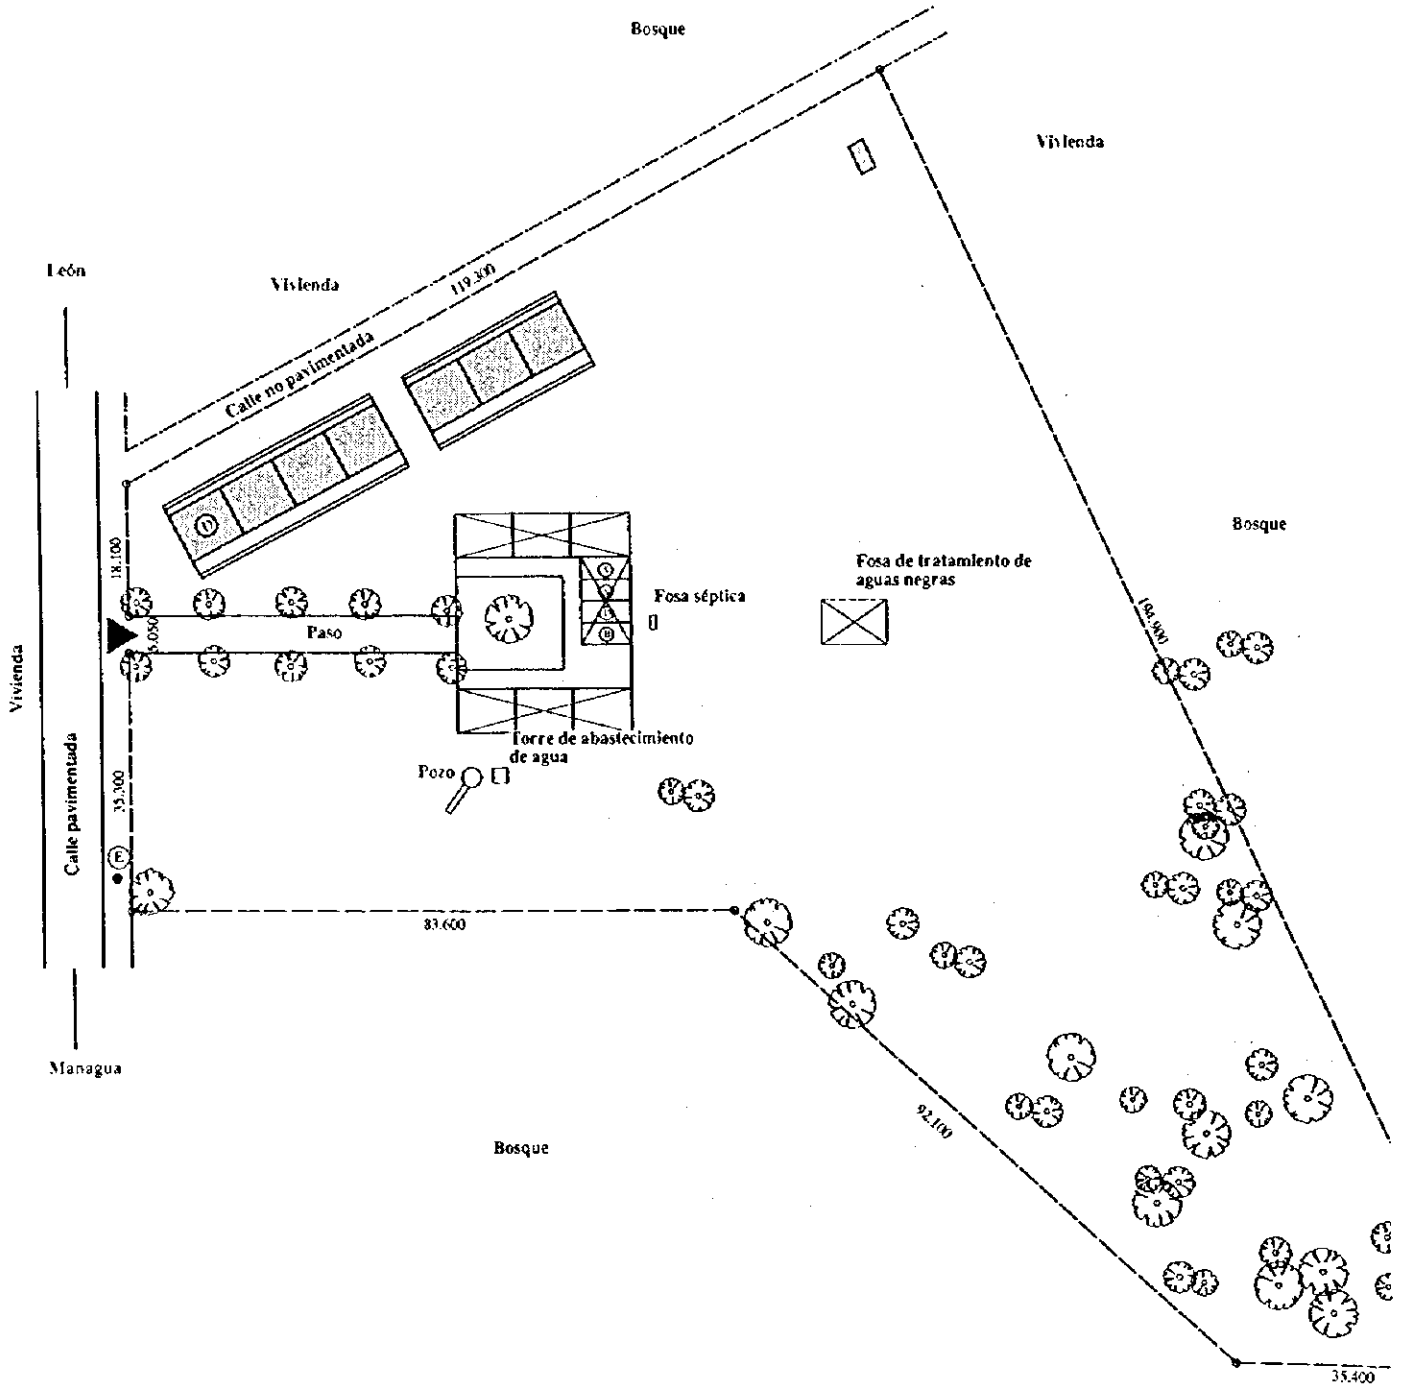 Bosque
Vivienda
León
Vivienda
119.300
Calle no pavimentada
D
Bosque
18.100
Fosa de tratamiento de
aguas negras
Fosa séptica
194.900
5.050
Paso
B
Vivienda
Torre de abastecimiento
de agua
Pozo
35.300
Calle pavimentada
E
83.600
Managua
92.100
Bosque
35.400